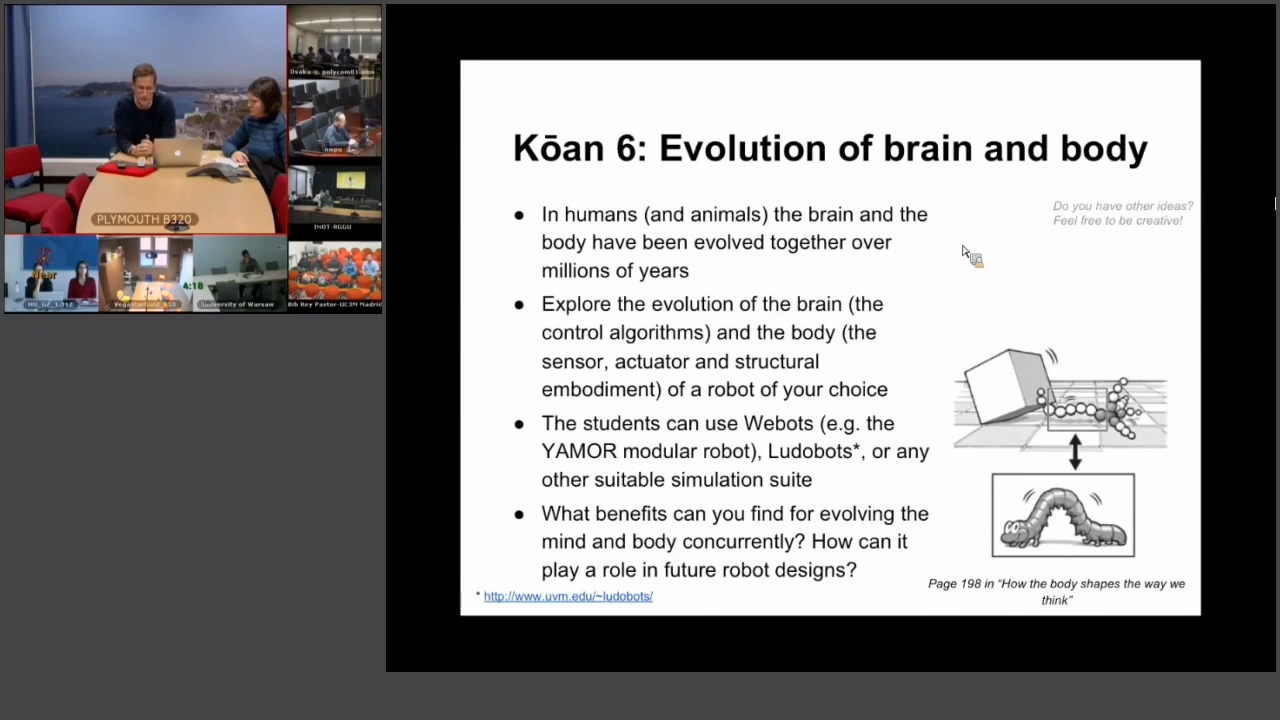 Osaka-u. polycom01.ams
nwpu
PLYMOUTH B320
INOT-RGGU
4:18
University of Warsaw
Bib Rey Pastor-UC3M Madrid
Kōan 6: Evolution of brain and body
Do you have other ideas?
Feel free to be creative!
● In humans (and animals) the brain and the
body have been evolved together over
millions of years
● Explore the evolution of the brain (the
control algorithms) and the body (the
sensor, actuator and structural
embodiment) of a robot of your choice
● The students can use Webots (e.g. the
YAMOR modular robot), Ludobots*, or any
other suitable simulation suite
● What benefits can you find for evolving the
mind and body concurrently? How can it
play a role in future robot designs?
* http://www.uvm.edu/~ludobots/
Page 198 in “How the body shapes the way we
think”